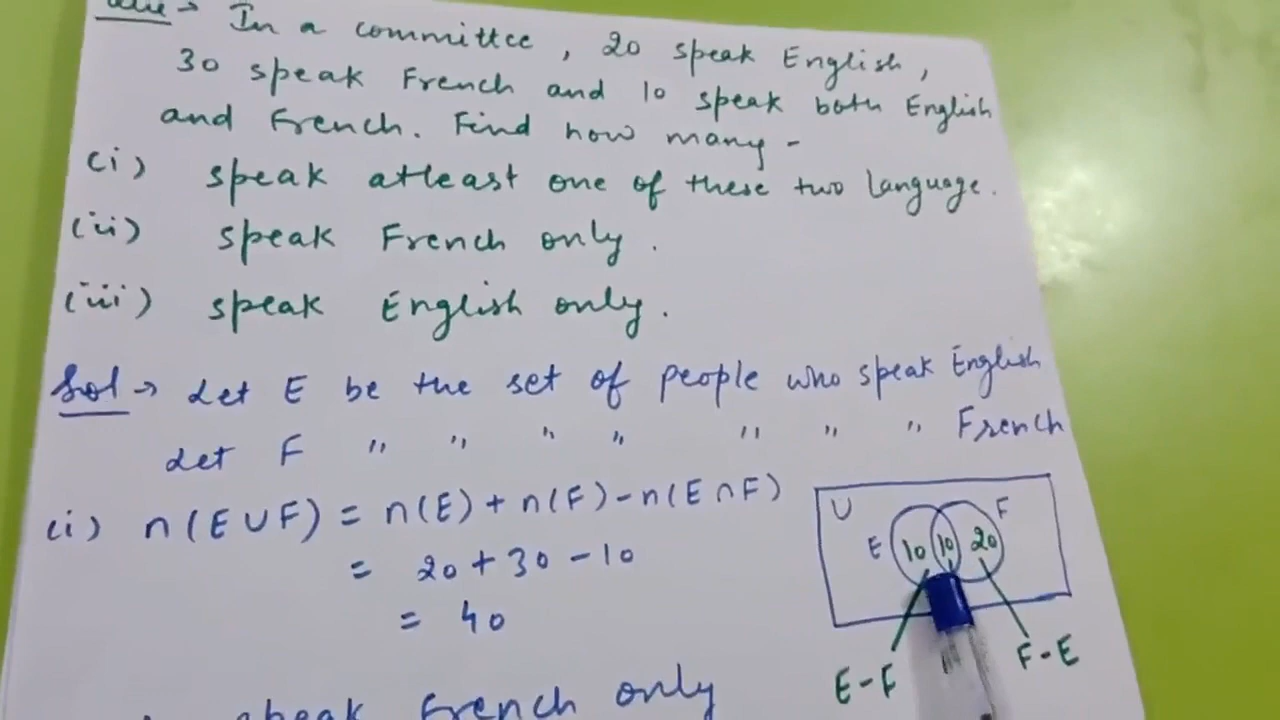 → In a committee, 20 speak English,
30 speak French and 10 speak both English
and French. Find how many -
(i) speak atleast one of these two language.
(ii) speak French only.
(iii) speak English only.
Sol → Let E be the set of people who speak English
Let F " " " " " " " French
(i) n(E∪F) = n(E) + n(F) - n(E∩F)
= 20 + 30 - 10
= 40
U
E 10 10 20 F
E-F F-E
speak French only